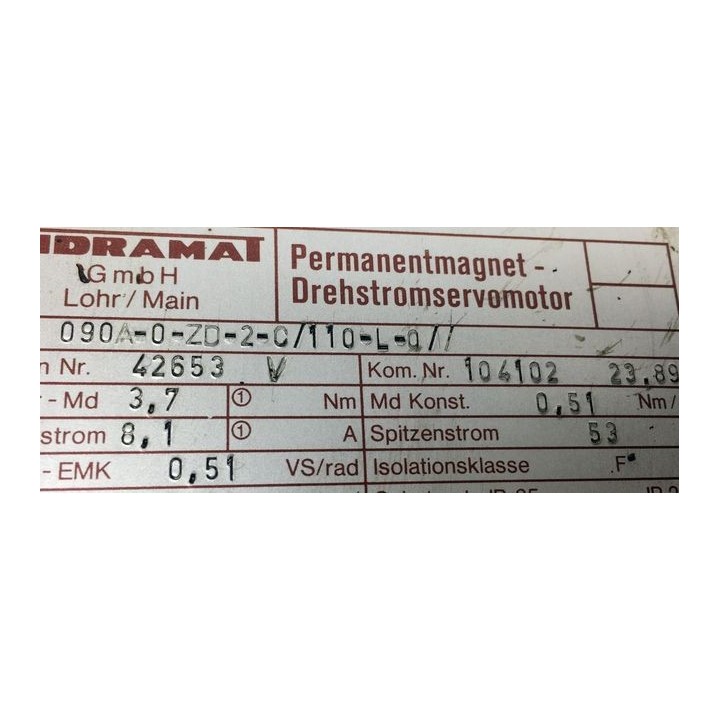 INDRAMAT
GmbH
Lohr/Main
Permanentmagnet-
Drehstromservomotor
090A-0-ZD-2-C/110-L-0//
n Nr. 42653 V Kom. Nr. 104102 23,89
- Md 3,7 ① Nm Md Konst. 0,51 Nm/
strom 8,1 ① A Spitzenstrom 53
- EMK 0,51 VS/rad Isolationsklasse F